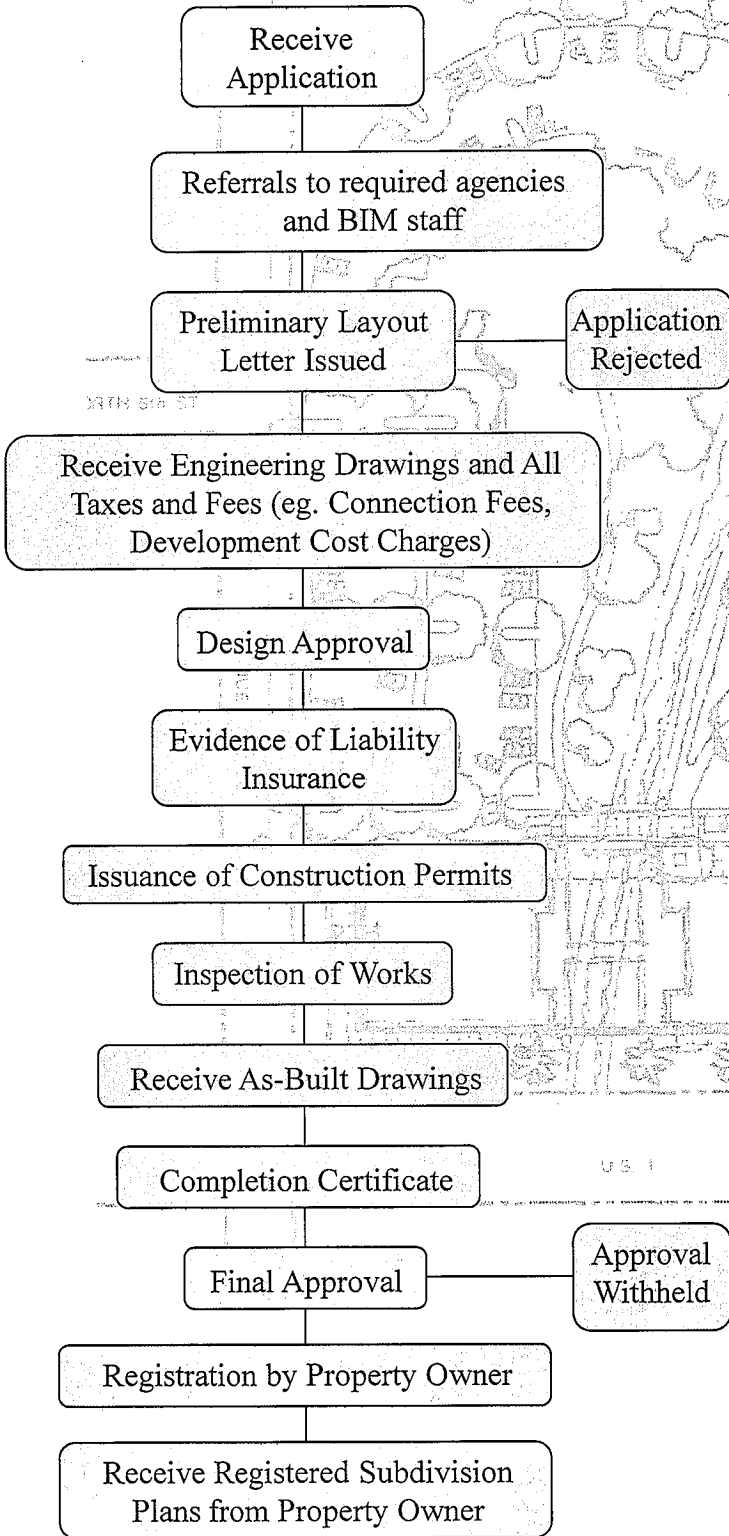 Receive
Application
Referrals to required agencies
and BIM staff
Preliminary Layout
Letter Issued
Application
Rejected
Receive Engineering Drawings and All
Taxes and Fees (eg. Connection Fees,
Development Cost Charges)
Design Approval
Evidence of Liability
Insurance
Issuance of Construction Permits
Inspection of Works
Receive As-Built Drawings
Completion Certificate
U.S. 1
Final Approval
Approval
Withheld
Registration by Property Owner
Receive Registered Subdivision
Plans from Property Owner